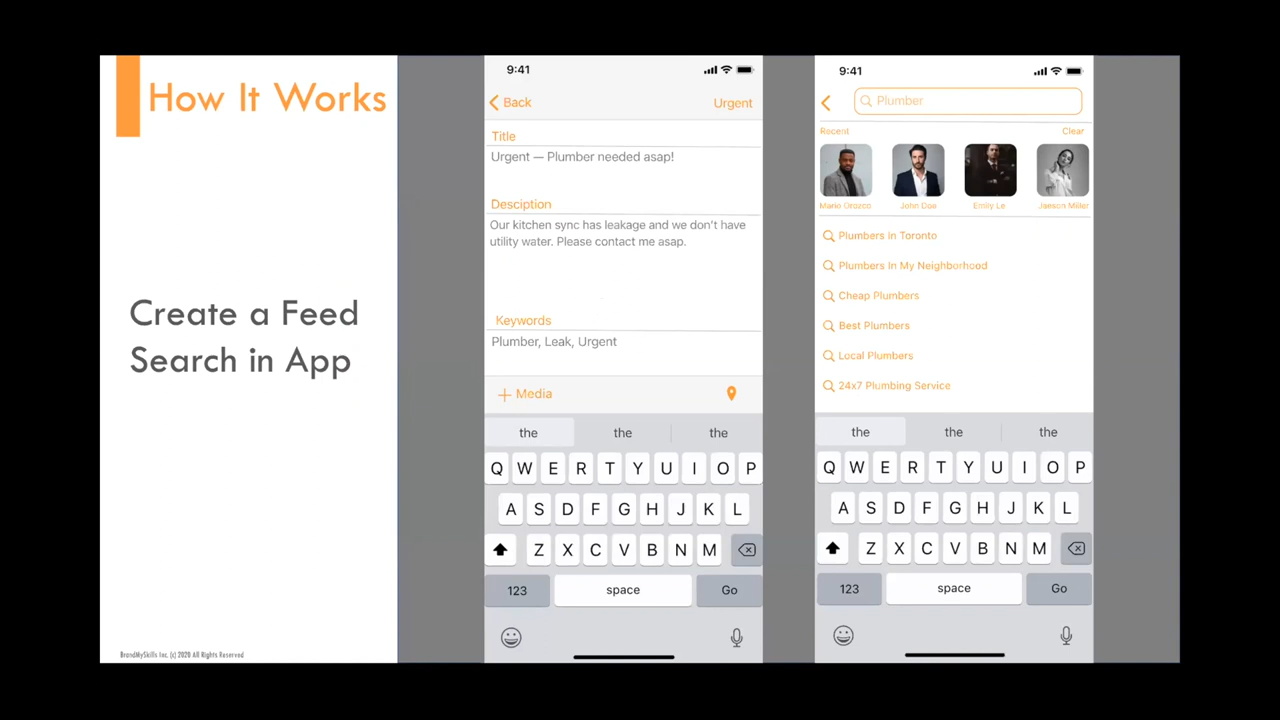 How It Works
Create a Feed
Search in App
BrandMySkills Inc. (c) 2020 All Rights Reserved
9:41
Back
Urgent
Title
Urgent — Plumber needed asap!
Desciption
Our kitchen sync has leakage and we don't have
utility water. Please contact me asap.
Keywords
Plumber, Leak, Urgent
+ Media
the the the
Q W E R T Y U I O P
A S D F G H J K L
Z X C V B N M
123 space Go
9:41
Plumber
Recent Clear
Mario Orozco John Doe Emily Le Jaeson Miller
Plumbers In Toronto
Plumbers In My Neighborhood
Cheap Plumbers
Best Plumbers
Local Plumbers
24x7 Plumbing Service
the the the
Q W E R T Y U I O P
A S D F G H J K L
Z X C V B N M
123 space Go